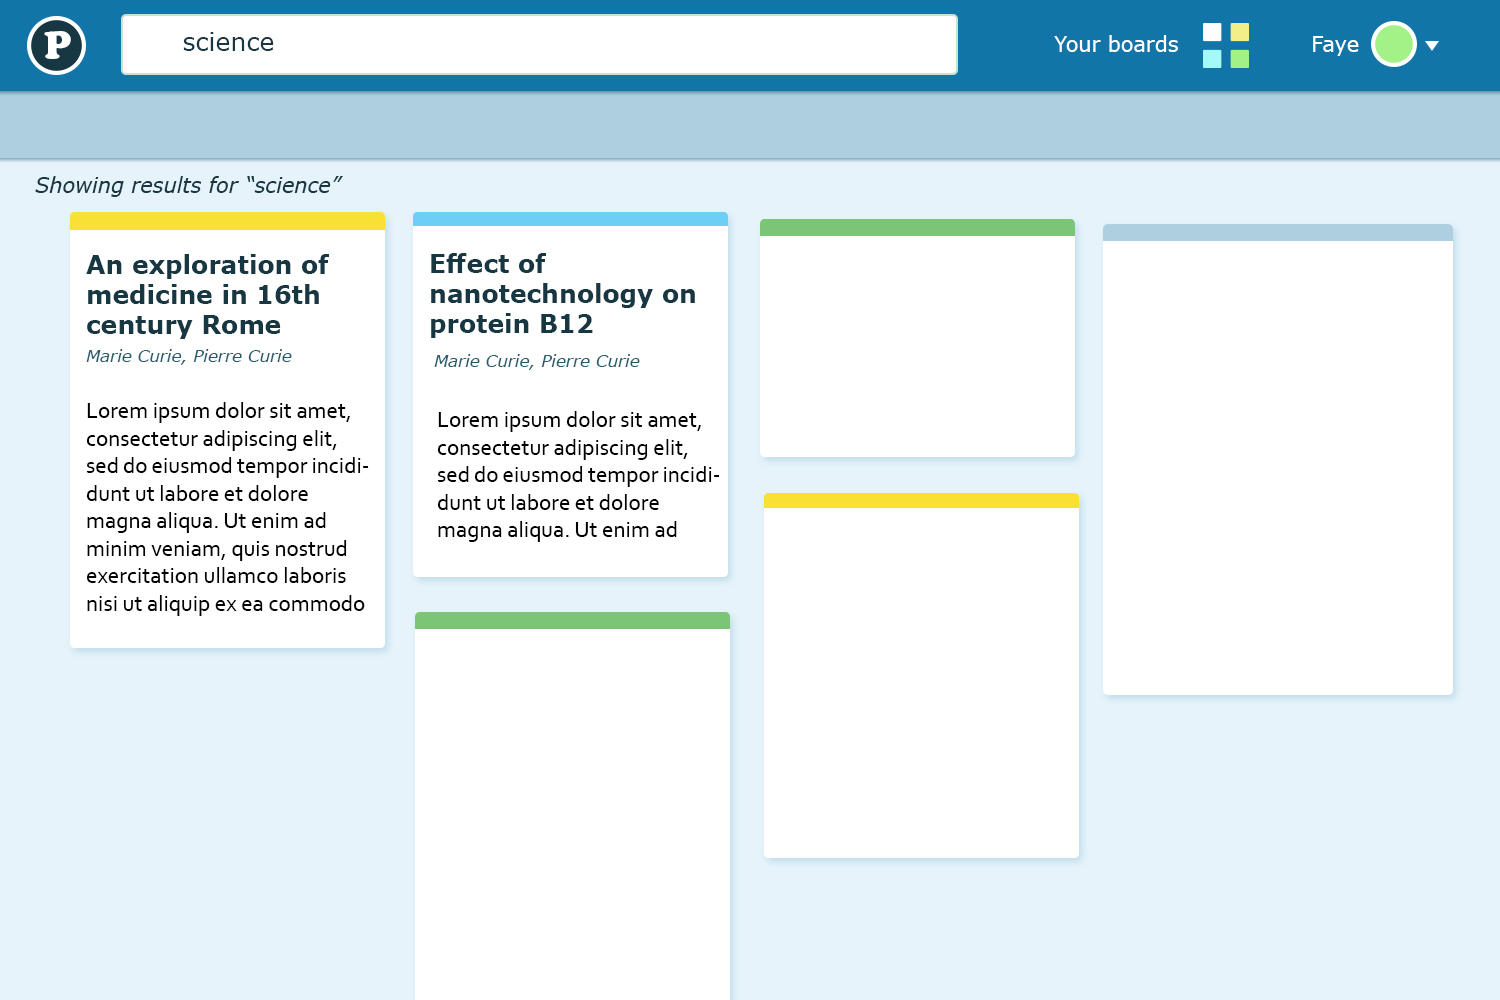 P
science
Your boards
Faye
Showing results for “science”
An exploration of
medicine in 16th
century Rome
Marie Curie, Pierre Curie
Lorem ipsum dolor sit amet,
consectetur adipiscing elit,
sed do eiusmod tempor incidi-
dunt ut labore et dolore
magna aliqua. Ut enim ad
minim veniam, quis nostrud
exercitation ullamco laboris
nisi ut aliquip ex ea commodo
Effect of
nanotechnology on
protein B12
Marie Curie, Pierre Curie
Lorem ipsum dolor sit amet,
consectetur adipiscing elit,
sed do eiusmod tempor incidi-
dunt ut labore et dolore
magna aliqua. Ut enim ad